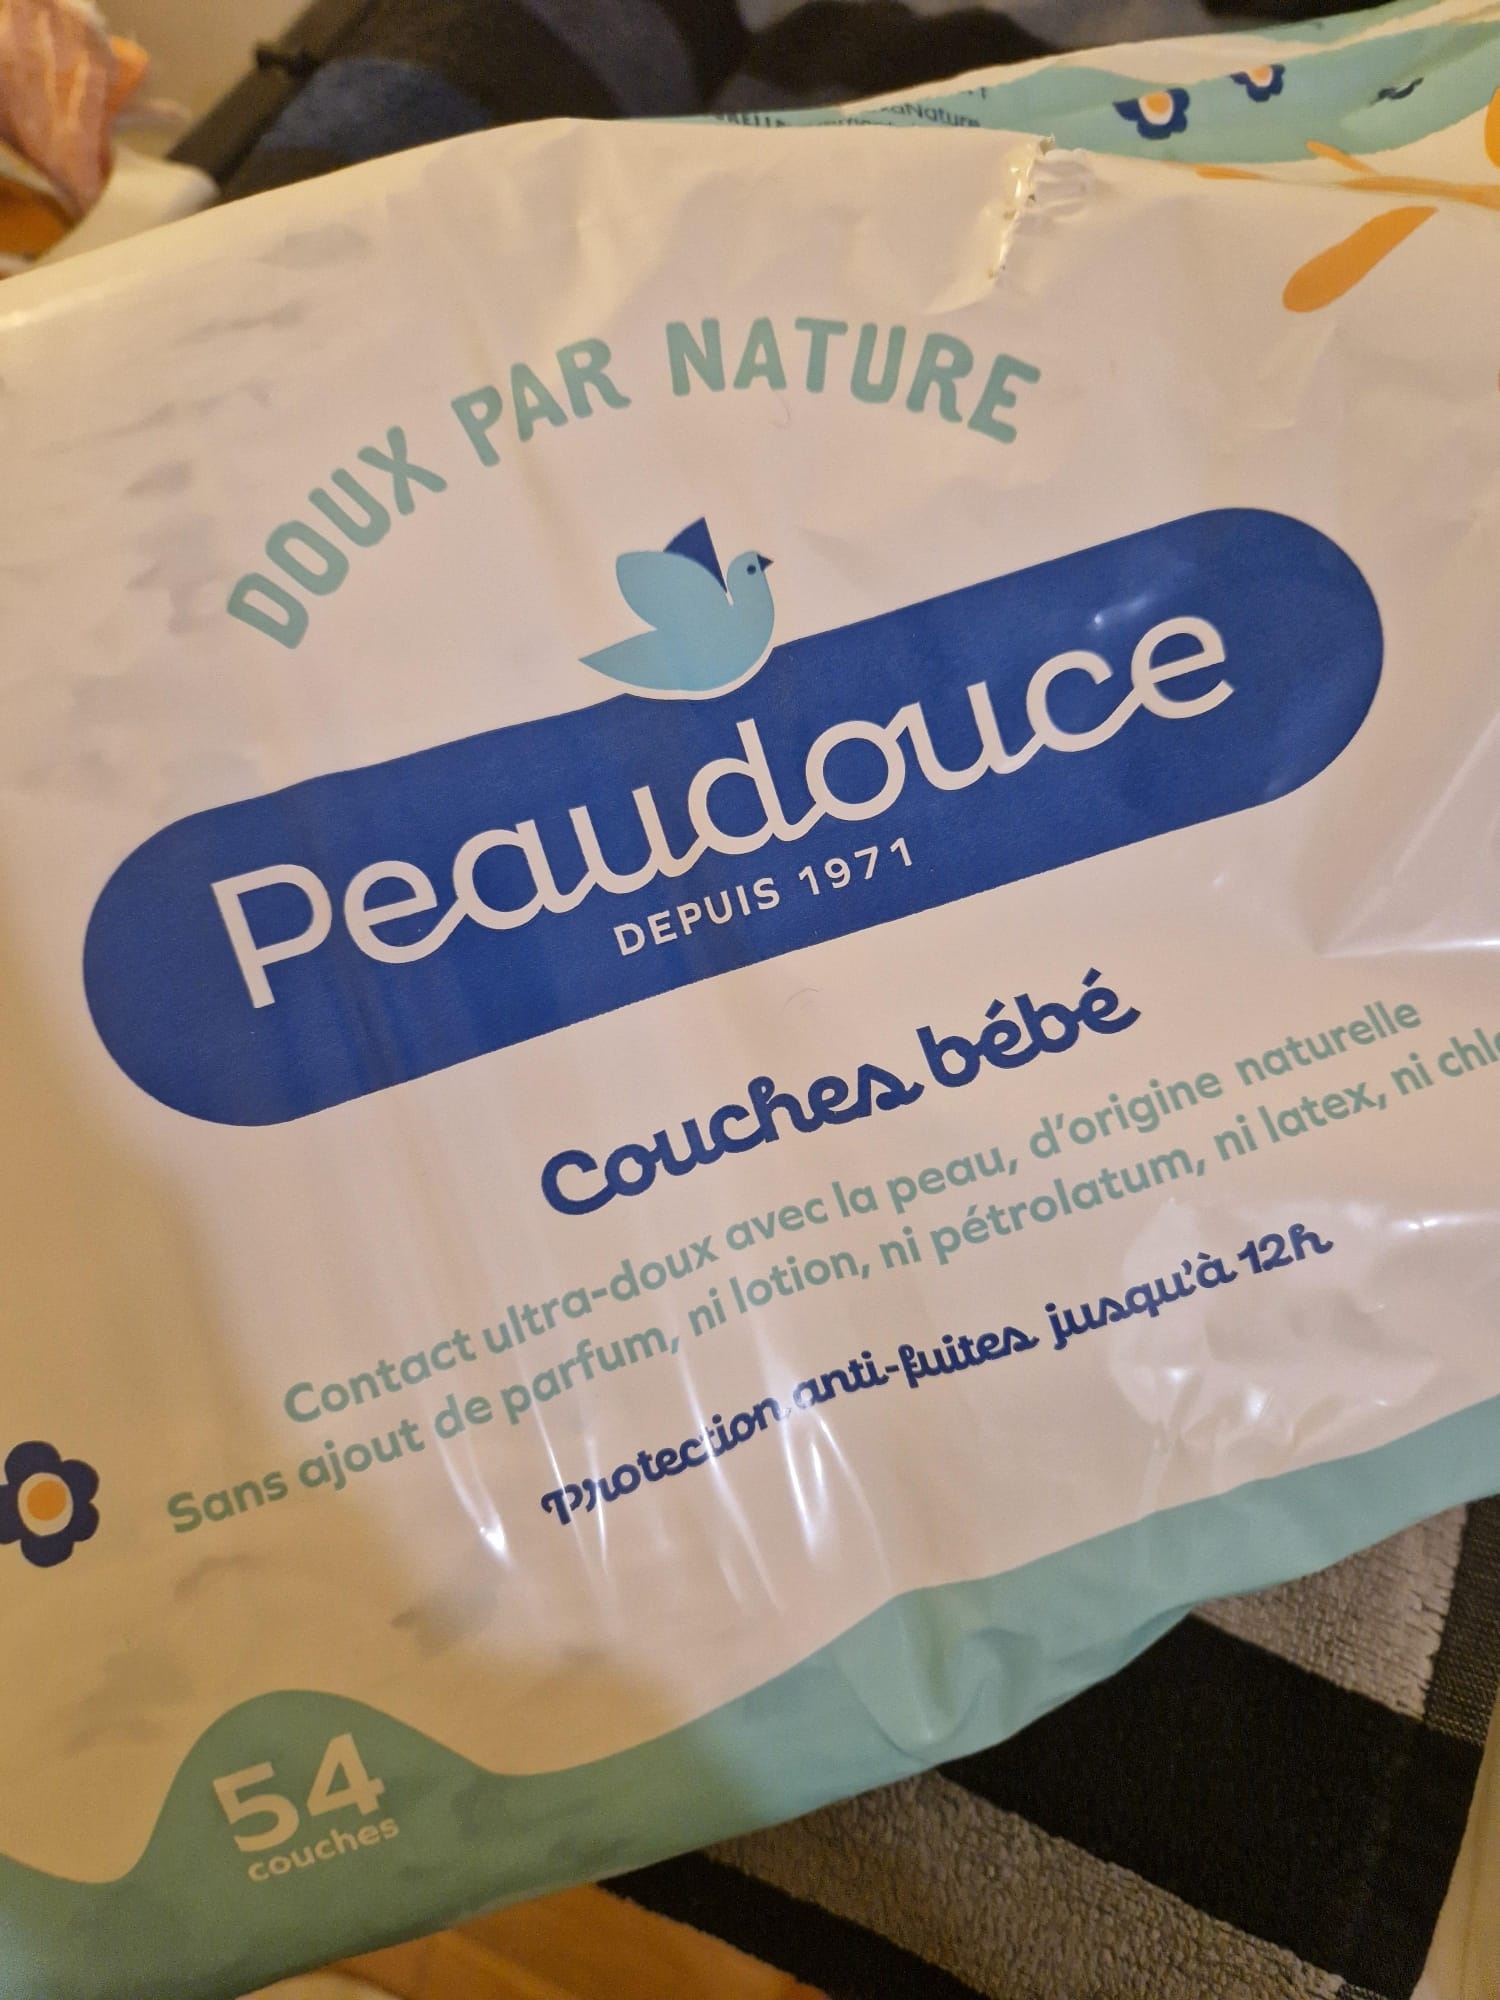 DOUX PAR NATURE
Peaudouce
DEPUIS 1971
Couches bébé
Contact ultra-doux avec la peau, d'origine naturelle
Sans ajout de parfum, ni lotion, ni pétrolatum, ni latex, ni
Protection anti-fuites jusqu'à 12h
54
couches